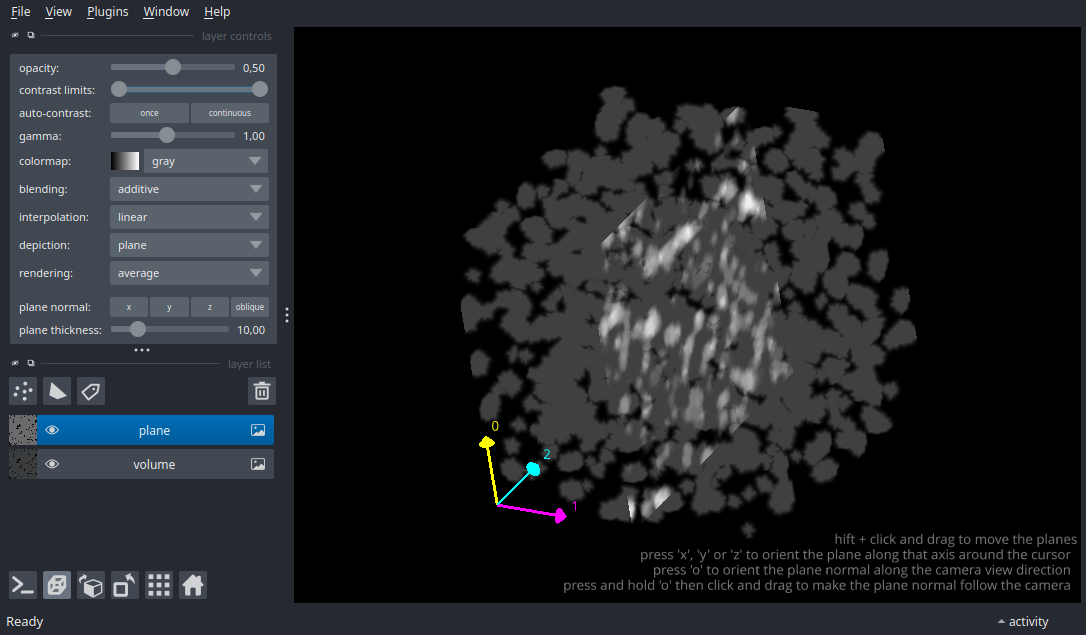 File View Plugins Window Help
layer controls
opacity: 0,50
contrast limits:
auto-contrast: once continuous
gamma: 1,00
colormap: gray
blending: additive
interpolation: linear
depiction: plane
rendering: average
plane normal: x y z oblique
plane thickness: 10,00
layer list
plane
volume
0
2
1
hift + click and drag to move the planes
press 'x', 'y' or 'z' to orient the plane along that axis around the cursor
press 'o' to orient the plane normal along the camera view direction
press and hold 'o' then click and drag to make the plane normal follow the camera
Ready
activity